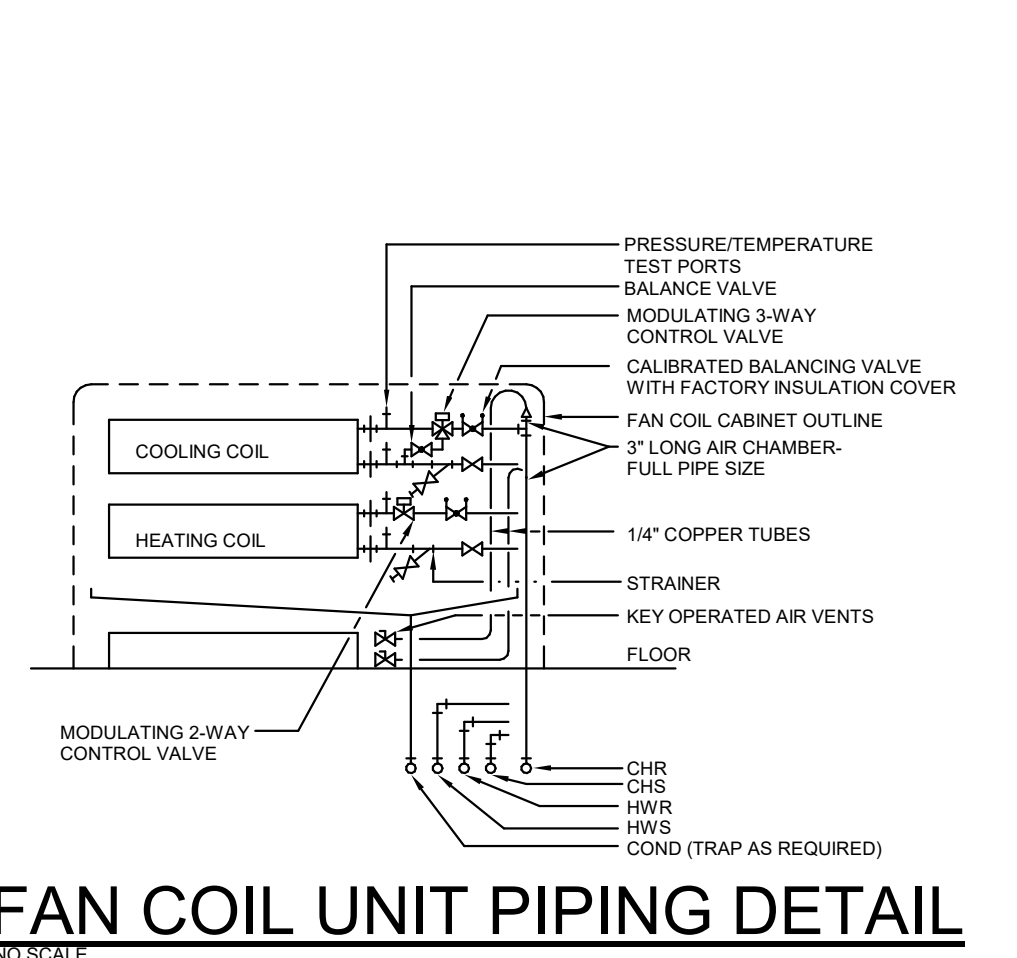 PRESSURE/TEMPERATURE
TEST PORTS
BALANCE VALVE
MODULATING 3-WAY
CONTROL VALVE
CALIBRATED BALANCING VALVE
WITH FACTORY INSULATION COVER
FAN COIL CABINET OUTLINE
3" LONG AIR CHAMBER-
FULL PIPE SIZE
COOLING COIL
HEATING COIL
1/4" COPPER TUBES
STRAINER
KEY OPERATED AIR VENTS
FLOOR
MODULATING 2-WAY
CONTROL VALVE
CHR
CHS
HWR
HWS
COND (TRAP AS REQUIRED)
FAN COIL UNIT PIPING DETAIL
NO SCALE